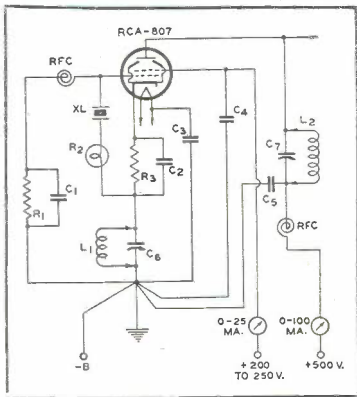 RCA-807
RFC
XL
R2
R1
C1
R3
C2
C3
C4
L2
C7
C5
RFC
L1
C6
0-25
MA.
0-100
MA.
-B
+200
TO 250 V.
+500 V.